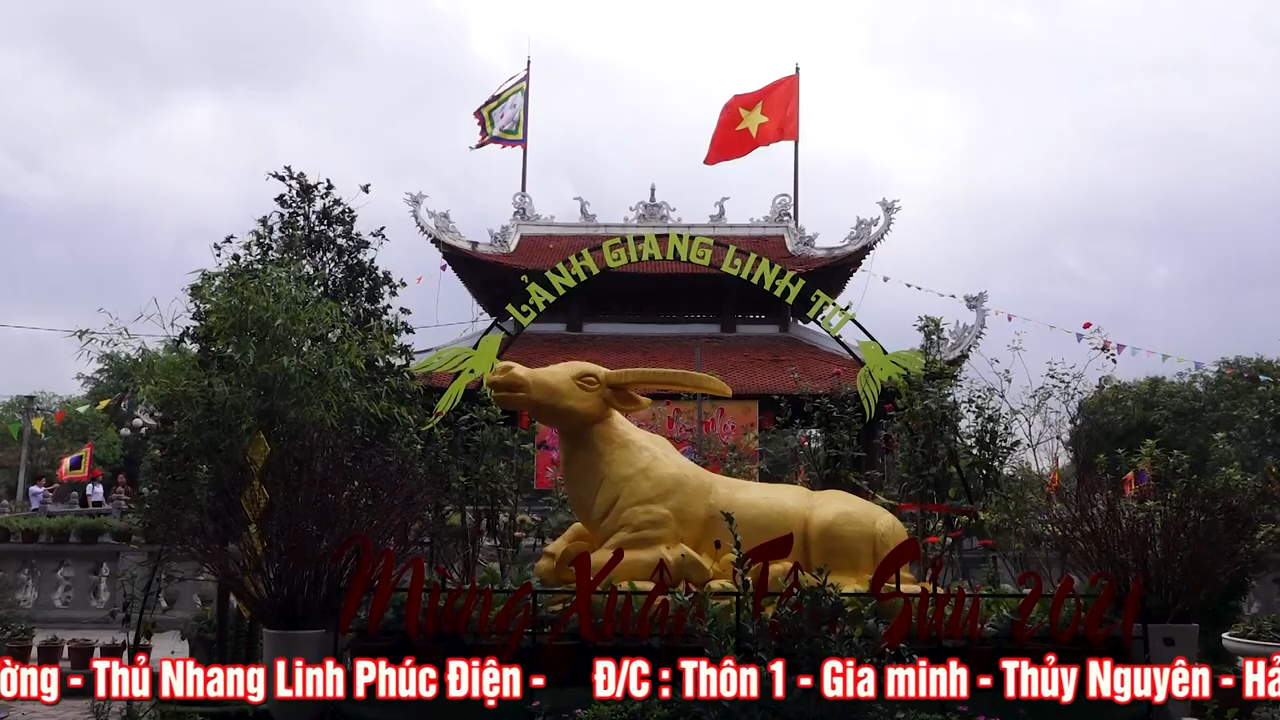 LẢNH GIANG LINH TỪ
Mừng Xuân Tân Sửu 2021
ờng - Thủ Nhang Linh Phúc Điện - Đ/C : Thôn 1 - Gia minh - Thủy Nguyên - Hả